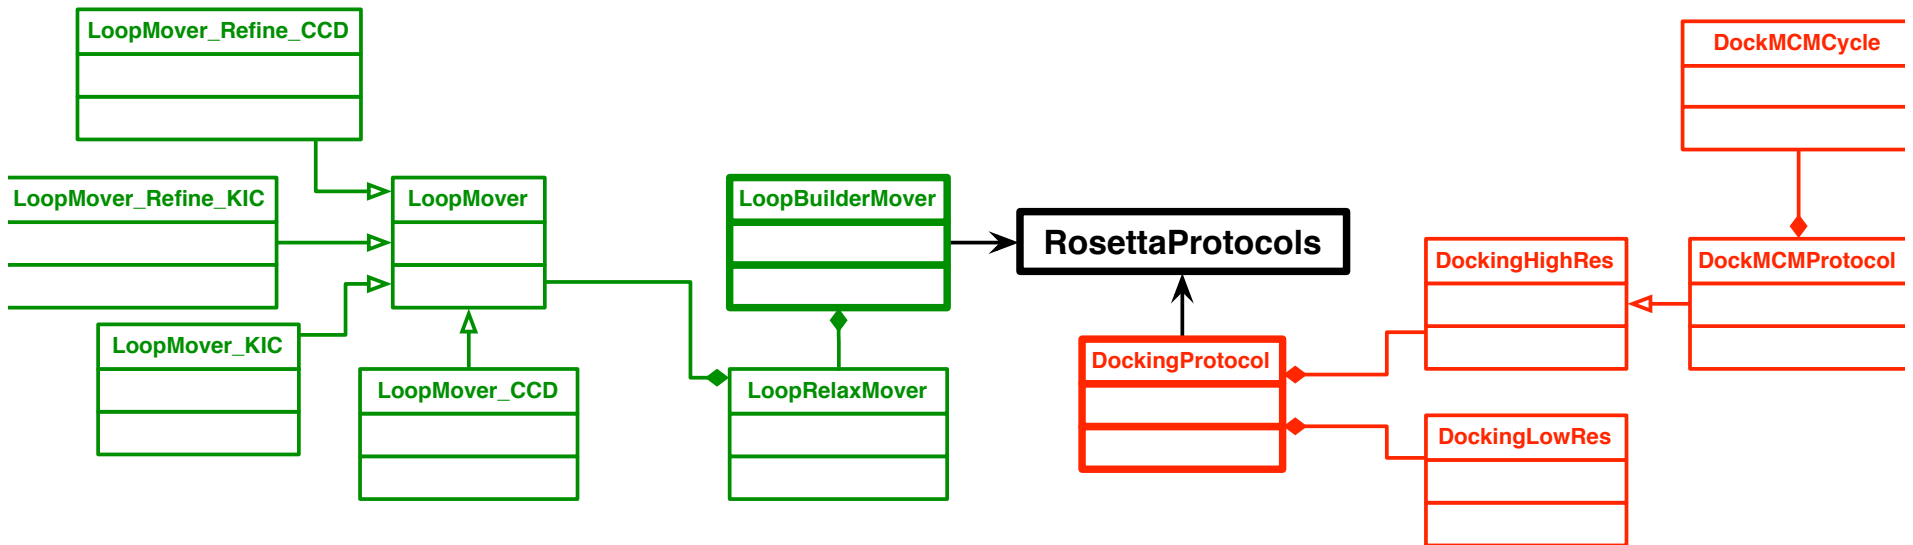 LoopMover_Refine_CCD
DockMCMCycle
LoopMover_Refine_KIC
LoopMover
LoopBuilderMover
RosettaProtocols
DockingHighRes
DockMCMProtocol
LoopMover_KIC
LoopMover_CCD
LoopRelaxMover
DockingProtocol
DockingLowRes